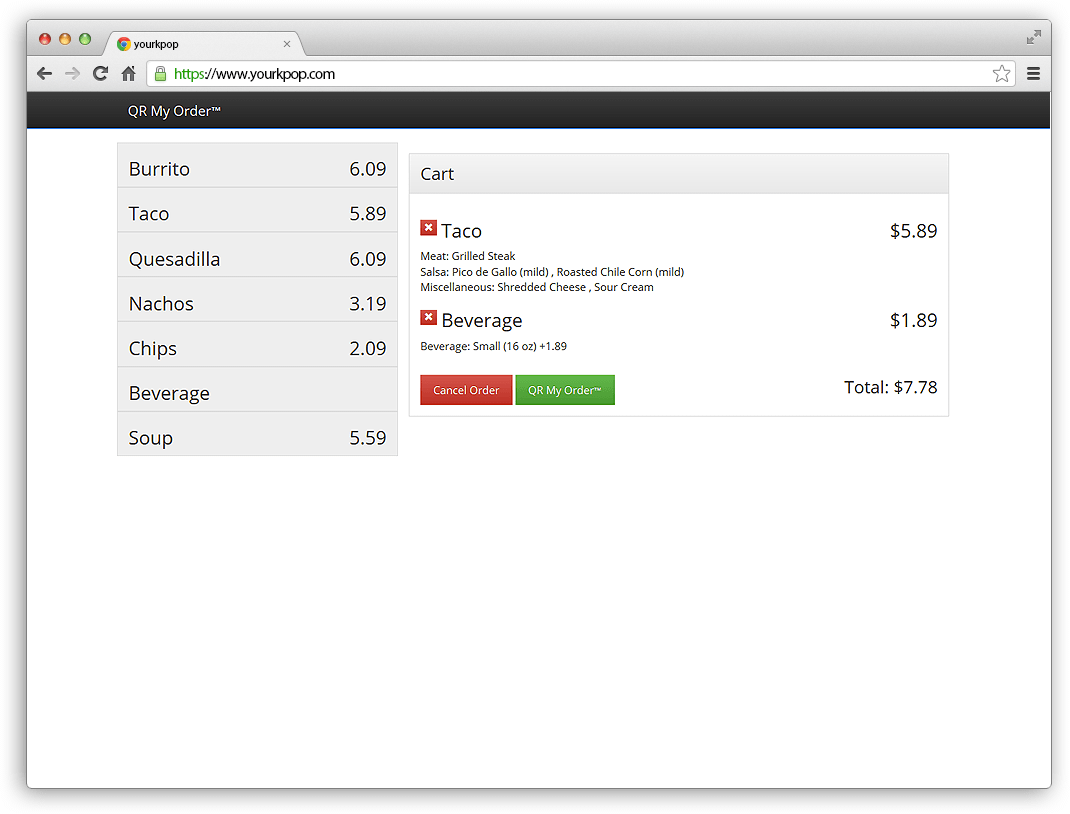 yourkpop
https://www.yourkpop.com
QR My Order™
Burrito 6.09
Taco 5.89
Quesadilla 6.09
Nachos 3.19
Chips 2.09
Beverage
Soup 5.59
Cart
Taco $5.89
Meat: Grilled Steak
Salsa: Pico de Gallo (mild) , Roasted Chile Corn (mild)
Miscellaneous: Shredded Cheese , Sour Cream
Beverage $1.89
Beverage: Small (16 oz) +1.89
Cancel Order QR My Order™ Total: $7.78